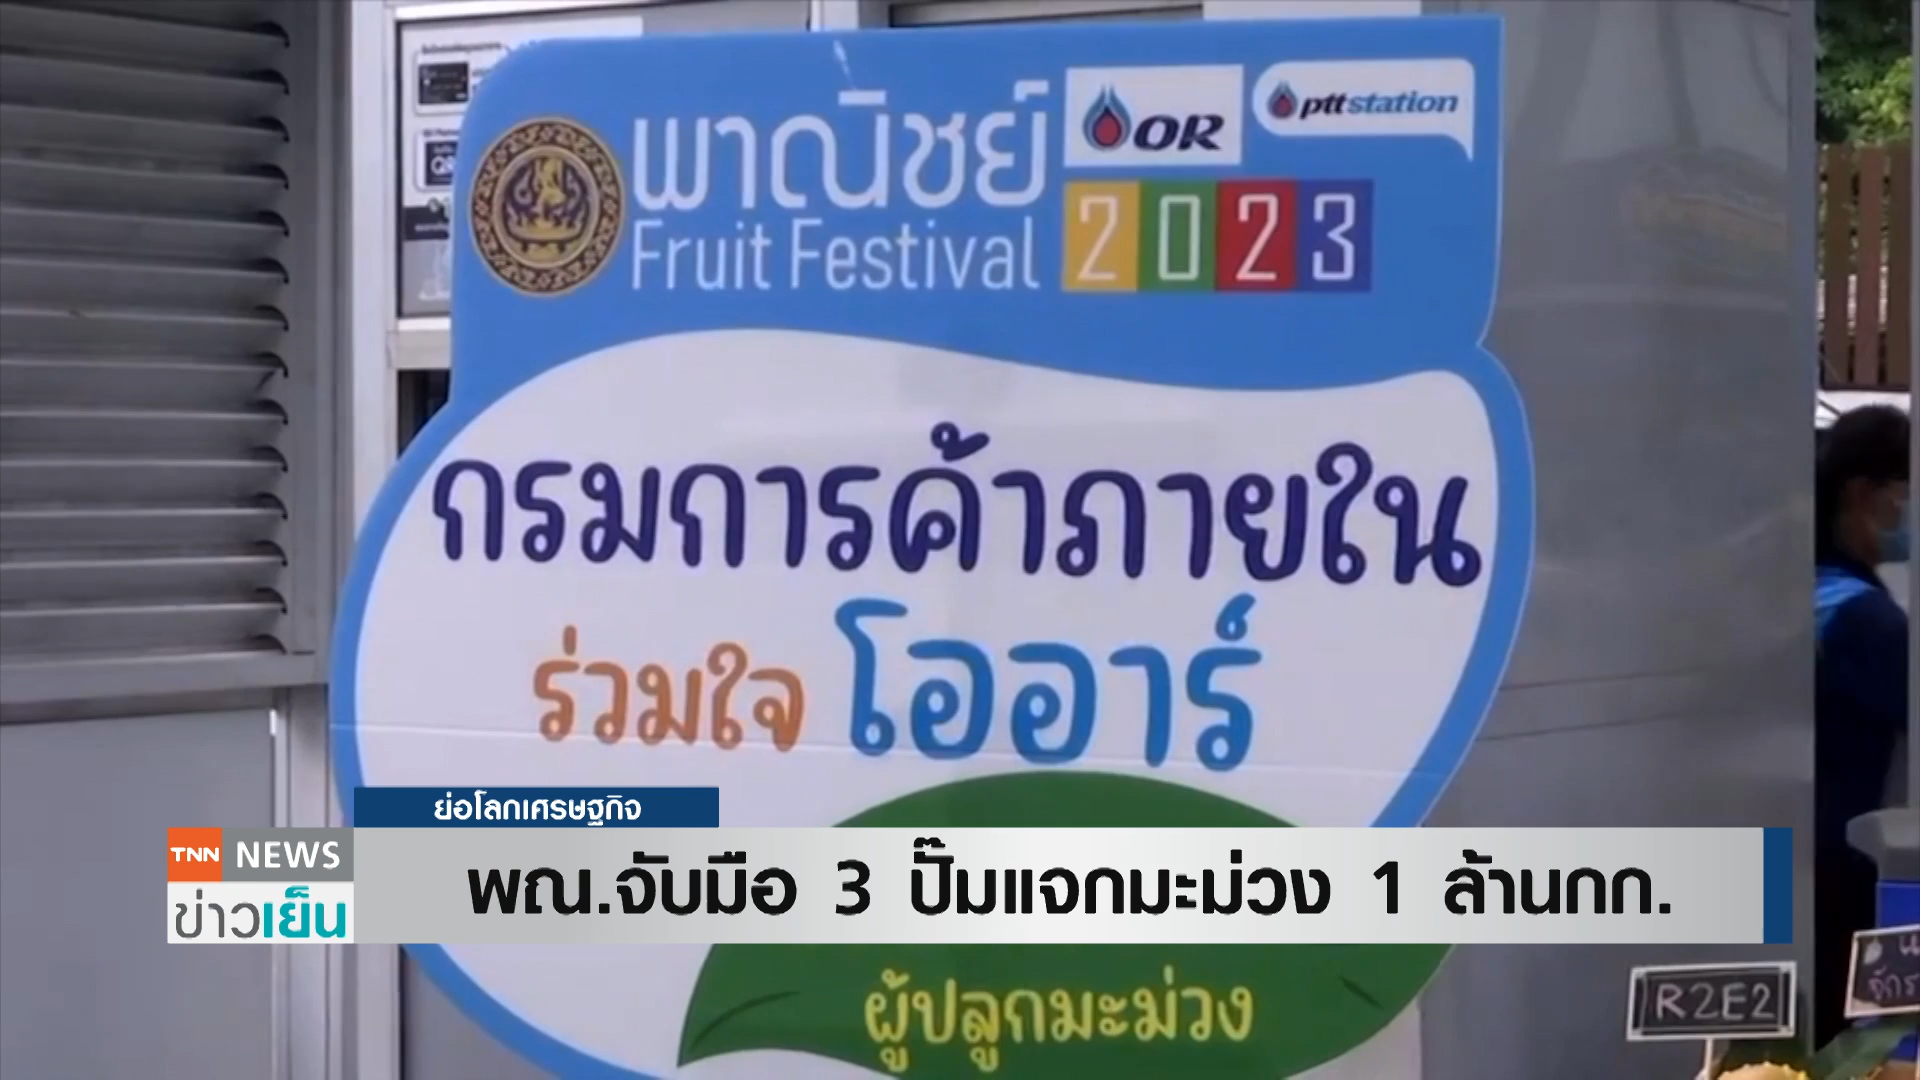 พาณิชย์
Fruit Festival
OR
pttstation
2023
กรมการค้าภายใน
ร่วมใจ โออาร์
ย่อโลกเศรษฐกิจ
TNN NEWS
ข่าวเย็น
พณ.จับมือ 3 ปั๊มแจกมะม่วง 1 ล้านกก.
ผู้ปลูกมะม่วง
R2E2